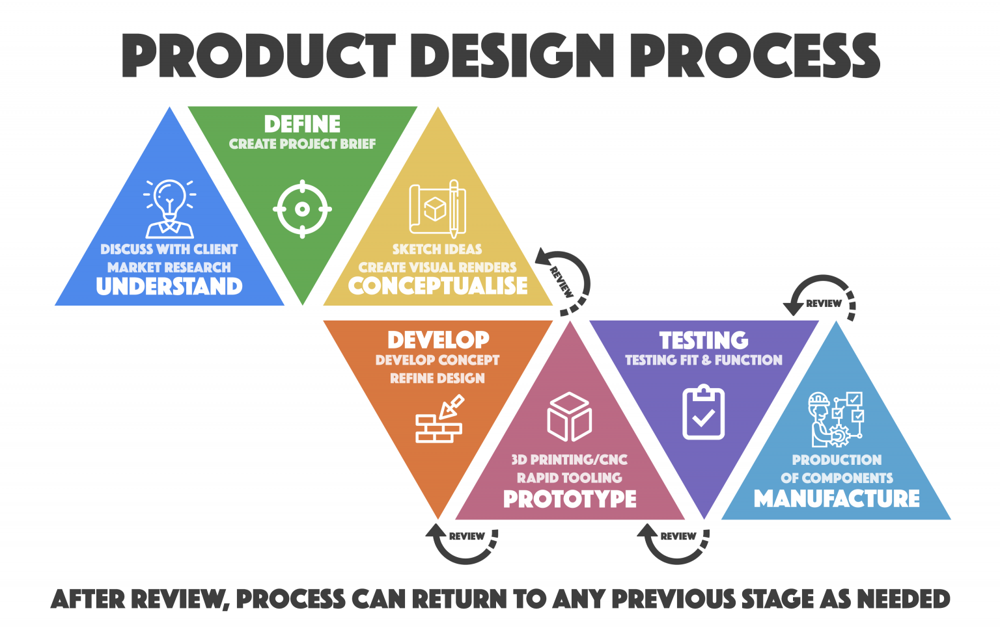 PRODUCT DESIGN PROCESS
DISCUSS WITH CLIENT
MARKET RESEARCH
UNDERSTAND
DEFINE
CREATE PROJECT BRIEF
SKETCH IDEAS
CREATE VISUAL RENDERS
CONCEPTUALISE
REVIEW
DEVELOP
DEVELOP CONCEPT
REFINE DESIGN
REVIEW
3D PRINTING/CNC
RAPID TOOLING
PROTOTYPE
REVIEW
TESTING
TESTING FIT & FUNCTION
REVIEW
PRODUCTION
OF COMPONENTS
MANUFACTURE
AFTER REVIEW, PROCESS CAN RETURN TO ANY PREVIOUS STAGE AS NEEDED